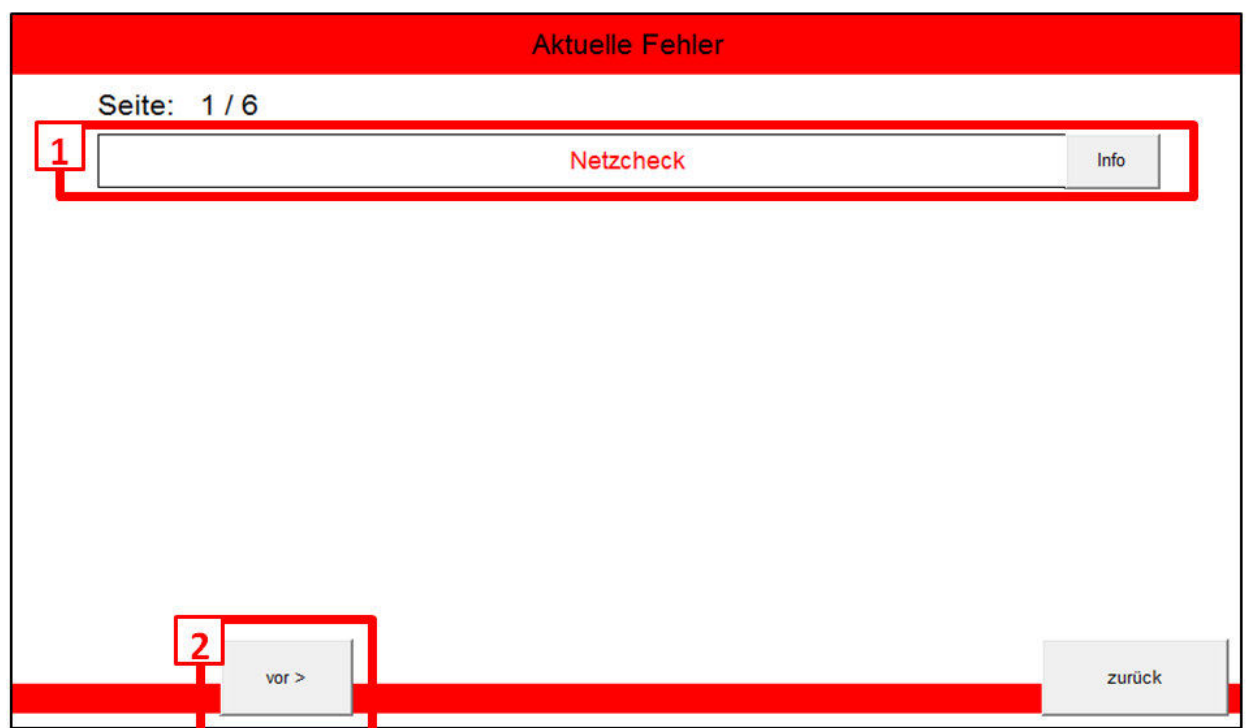 Aktuelle Fehler
Seite: 1 / 6
1
Netzcheck
Info
2
vor >
zurück